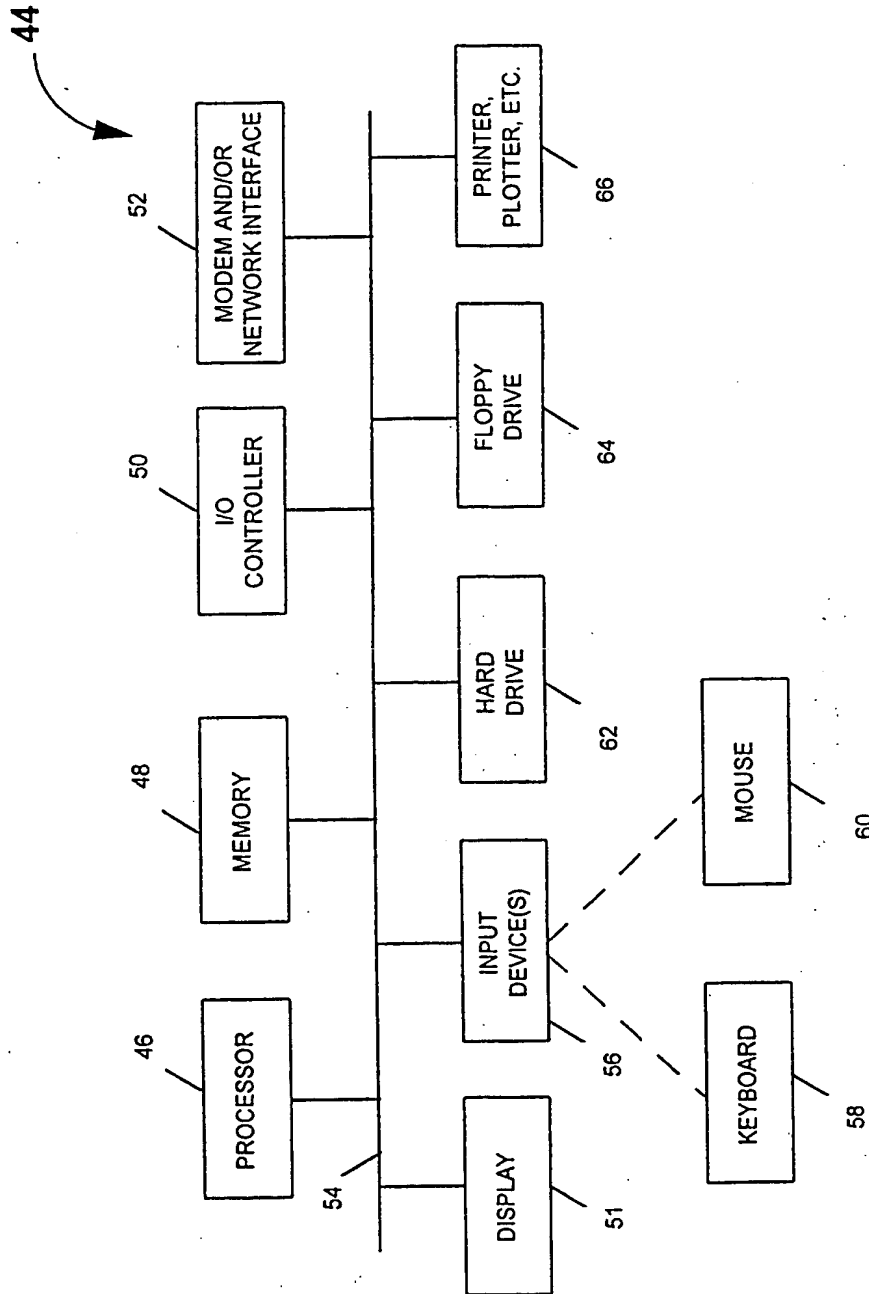 44
46
PROCESSOR
48
MEMORY
50
I/O
CONTROLLER
52
MODEM AND/OR
NETWORK INTERFACE
54
DISPLAY
51
INPUT
DEVICE(S)
56
HARD
DRIVE
62
FLOPPY
DRIVE
64
PRINTER,
PLOTTER, ETC.
66
KEYBOARD
58
MOUSE
60